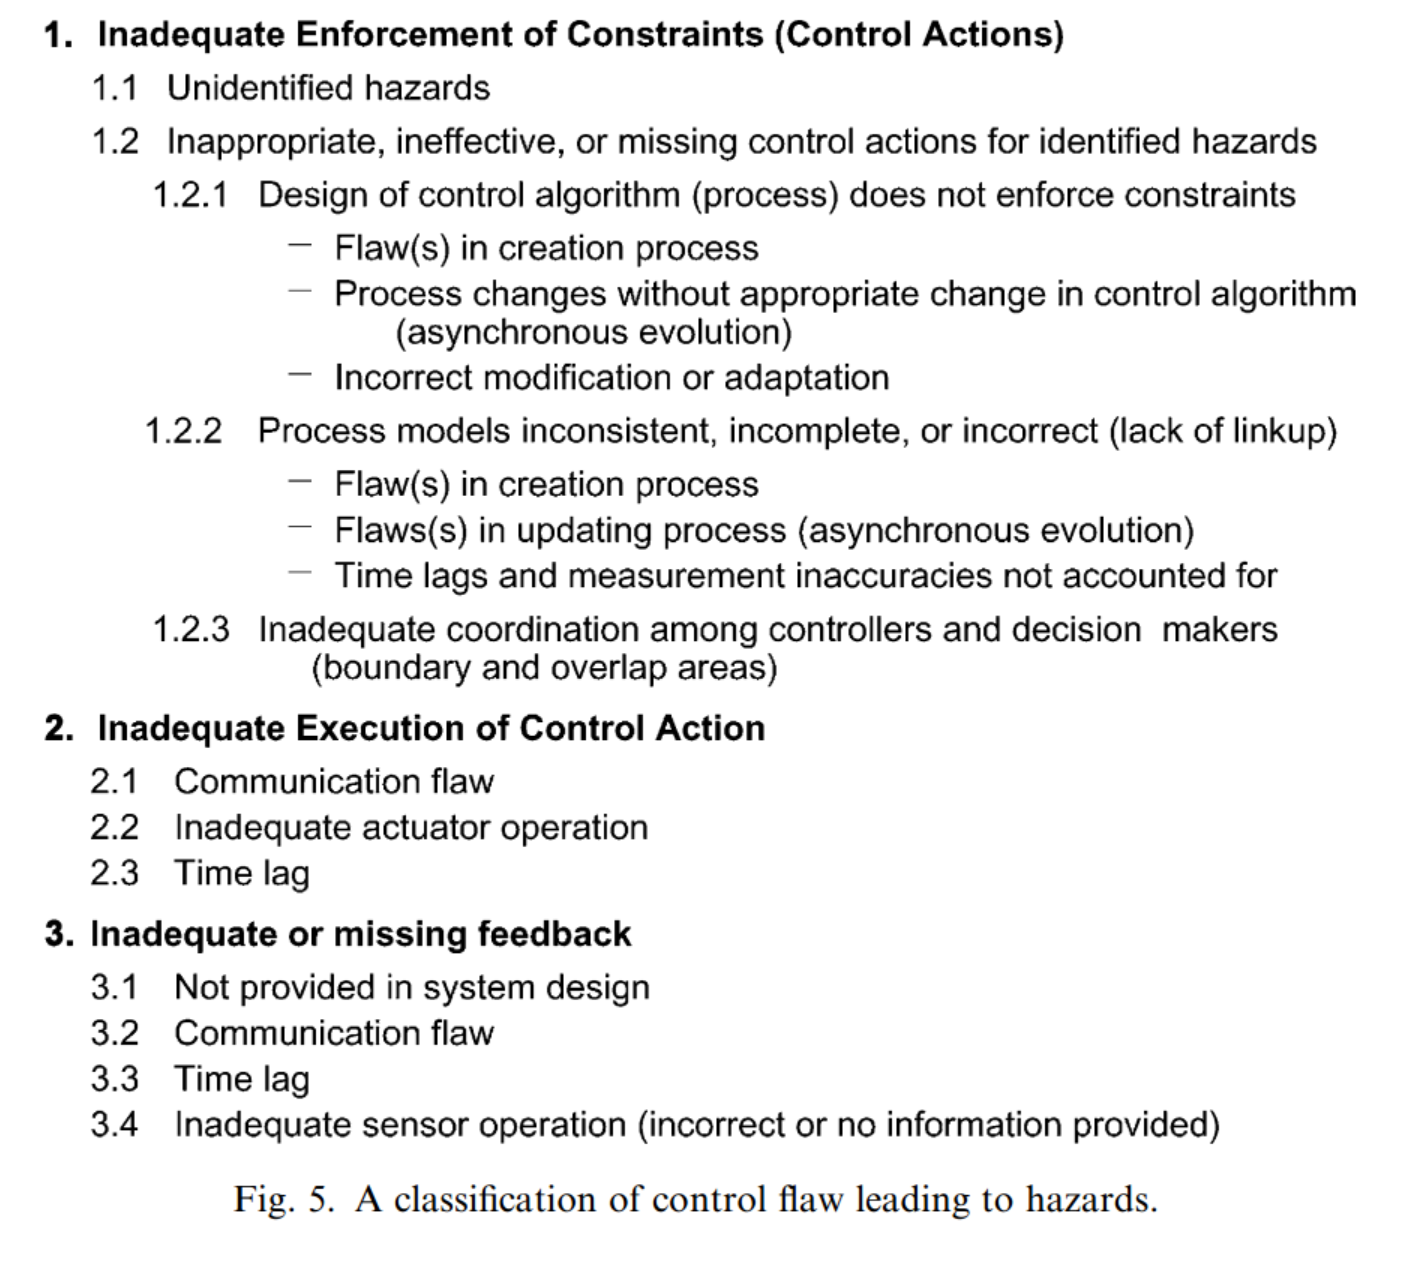 1. Inadequate Enforcement of Constraints (Control Actions)
1.1 Unidentified hazards
1.2 Inappropriate, ineffective, or missing control actions for identified hazards
1.2.1 Design of control algorithm (process) does not enforce constraints
— Flaw(s) in creation process
— Process changes without appropriate change in control algorithm
(asynchronous evolution)
— Incorrect modification or adaptation
1.2.2 Process models inconsistent, incomplete, or incorrect (lack of linkup)
— Flaw(s) in creation process
— Flaws(s) in updating process (asynchronous evolution)
— Time lags and measurement inaccuracies not accounted for
1.2.3 Inadequate coordination among controllers and decision makers
(boundary and overlap areas)
2. Inadequate Execution of Control Action
2.1 Communication flaw
2.2 Inadequate actuator operation
2.3 Time lag
3. Inadequate or missing feedback
3.1 Not provided in system design
3.2 Communication flaw
3.3 Time lag
3.4 Inadequate sensor operation (incorrect or no information provided)
Fig. 5. A classification of control flaw leading to hazards.